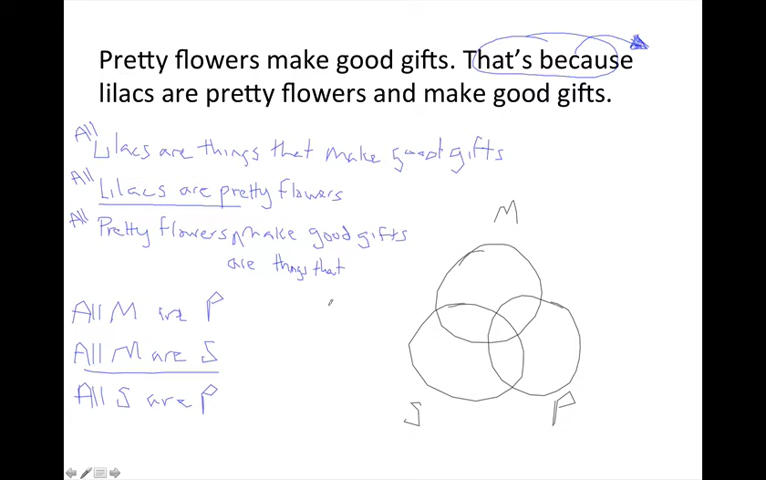 Pretty flowers make good gifts. That's because
lilacs are pretty flowers and make good gifts.
All Lilacs are things that make good gifts
All Lilacs are pretty flowers
All Pretty flowers make good gifts
are things that
M
All M are P
All M are S
All S are P
S
P